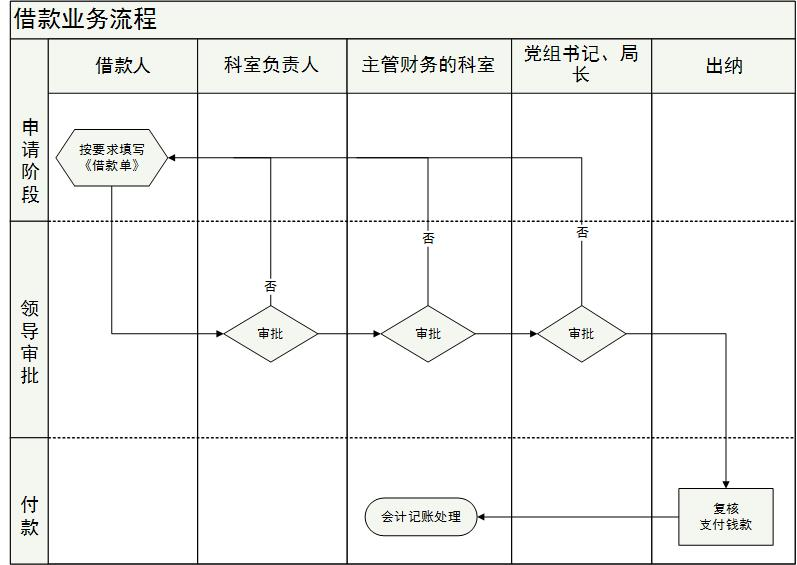 借款业务流程
借款人
科室负责人
主管财务的科室
党组书记、局
长
出纳
申请阶段
按要求填写
《借款单》
否
否
否
领导审批
审批
审批
审批
付款
会计记账处理
复核
支付钱款